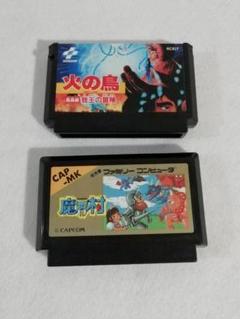 KONAMI
RC817
火の鳥
鳳凰編 我王の冒険
CAP
-MK
ファミリー コンピュータ
魔界村
©CAPCOM